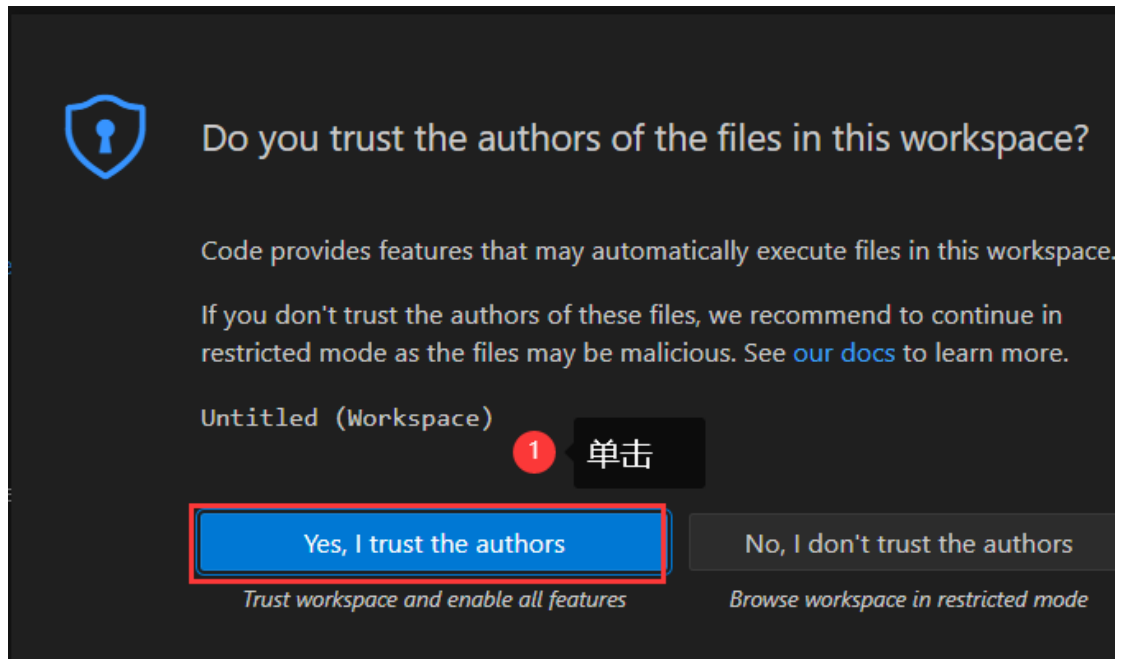 Do you trust the authors of the files in this workspace?
Code provides features that may automatically execute files in this workspace.
If you don't trust the authors of these files, we recommend to continue in
restricted mode as the files may be malicious. See our docs to learn more.
Untitled (Workspace)
1 单击
Yes, I trust the authors
No, I don't trust the authors
Trust workspace and enable all features
Browse workspace in restricted mode